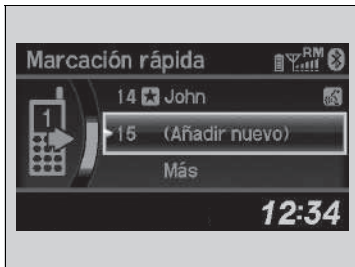 Marcación rápida RM
14 John
1
15 (Añadir nuevo)
Más
12:34